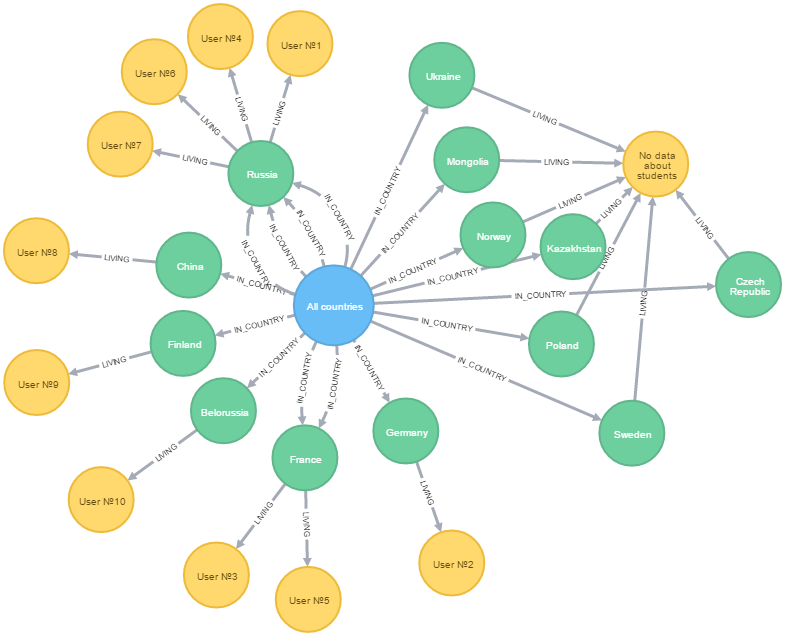 User №4
User №1
User №6
Ukraine
LIVING
LIVING
LIVING
LIVING
User №7
LIVING
Mongolia
LIVING
No data
about
students
Russia
IN_COUNTRY
LIVING
LIVING
IN_COUNTRY
IN_COUNTRY
IN_COUNTRY
IN_COUNTRY
IN_COUNTRY
Norway
Kazakhstan
LIVING
User №8
LIVING
China
LIVING
IN_COUNTRY
IN_COUNTRY
IN_COUNTRY
Czech
Republic
IN_COUNTRY
LIVING
All countries
IN_COUNTRY
IN_COUNTRY
Finland
Poland
LIVING
User №9
IN_COUNTRY
IN_COUNTRY
IN_COUNTRY
IN_COUNTRY
IN_COUNTRY
Belorussia
Germany
Sweden
LIVING
France
User №10
LIVING
LIVING
LIVING
User №3
User №5
User №2